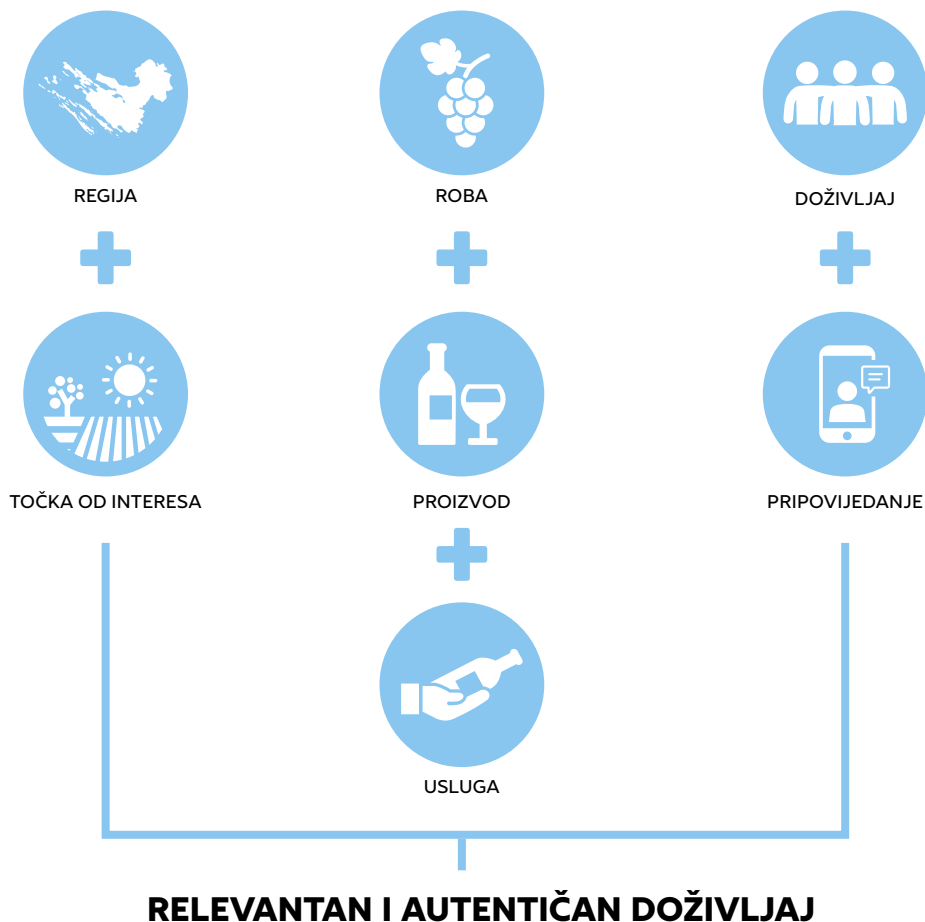 REGIJA
ROBA
DOŽIVLJAJ
TOČKA OD INTERESA
PROIZVOD
PRIPOVIJEDANJE
USLUGA
RELEVANTAN I AUTENTIČAN DOŽIVLJAJ